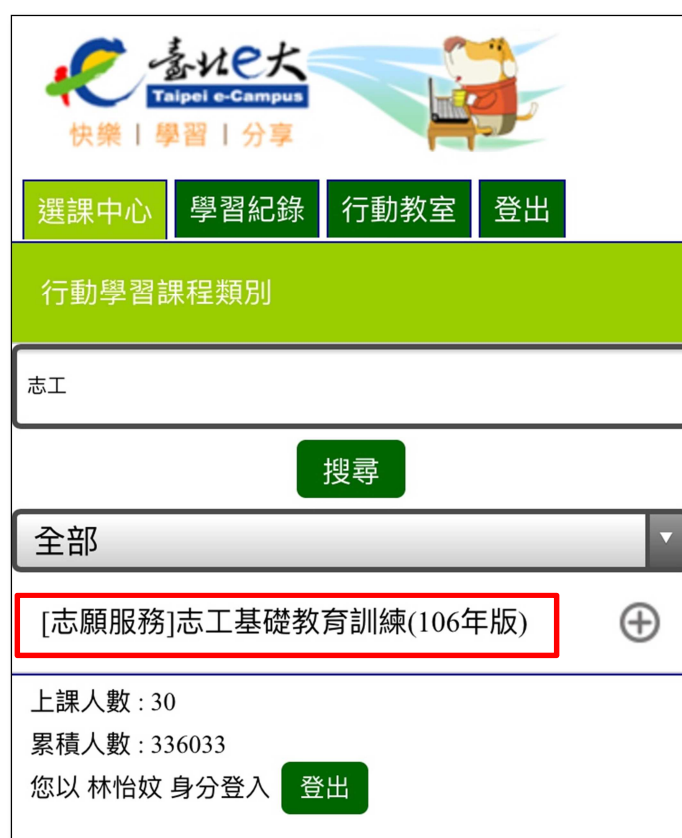 臺北e大
Taipei e-Campus
快樂 | 學習 | 分享
選課中心 學習紀錄 行動教室 登出
行動學習課程類別
志工
搜尋
全部
[志願服務]志工基礎教育訓練(106年版)
上課人數 : 30
累積人數 : 336033
您以 林怡妏 身分登入 登出